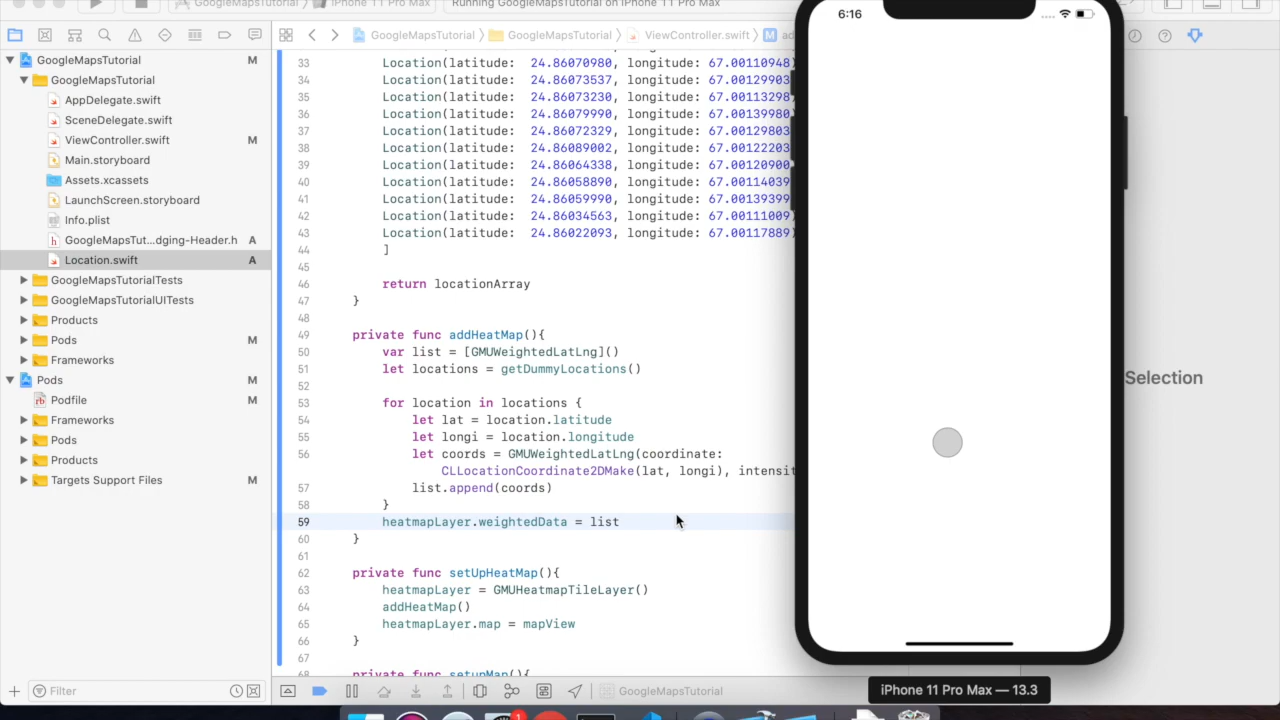 GoogleMapsTutorial
iPhone 11 Pro Max
Running GoogleMapsTutorial on iPhone 11 Pro Max
GoogleMapsTutorial
GoogleMapsTutorial
ViewController.swift
GoogleMapsTutorial M
GoogleMapsTutorial
AppDelegate.swift
SceneDelegate.swift
ViewController.swift M
Main.storyboard
Assets.xcassets
LaunchScreen.storyboard
Info.plist
GoogleMapsTut...dging-Header.h A
Location.swift A
GoogleMapsTutorialTests
GoogleMapsTutorialUITests
Products
Pods M
Frameworks
Pods M
Podfile M
Frameworks
Pods
Products
Targets Support Files M
Filter
33 Location(latitude: 24.86070980, longitude: 67.00110948)
34 Location(latitude: 24.86073537, longitude: 67.00129903
35 Location(latitude: 24.86073230, longitude: 67.00113298
36 Location(latitude: 24.86079990, longitude: 67.00139980
37 Location(latitude: 24.86072329, longitude: 67.00129803
38 Location(latitude: 24.86089002, longitude: 67.00122203
39 Location(latitude: 24.86064338, longitude: 67.00120900
40 Location(latitude: 24.86058890, longitude: 67.00114039
41 Location(latitude: 24.86059990, longitude: 67.00139399
42 Location(latitude: 24.86034563, longitude: 67.00111009)
43 Location(latitude: 24.86022093, longitude: 67.00117889)
44 ]
45
46 return locationArray
47 }
48
49 private func addHeatMap(){
50 var list = [GMUWeightedLatLng]()
51 let locations = getDummyLocations()
52
53 for location in locations {
54 let lat = location.latitude
55 let longi = location.longitude
56 let coords = GMUWeightedLatLng(coordinate:
CLLocationCoordinate2DMake(lat, longi), intensit
57 list.append(coords)
58 }
59 heatmapLayer.weightedData = list
60 }
61
62 private func setUpHeatMap(){
63 heatmapLayer = GMUHeatmapTileLayer()
64 addHeatMap()
65 heatmapLayer.map = mapView
66 }
67
68 private func setupMap(){
GoogleMapsTutorial
6:16
Selection
iPhone 11 Pro Max — 13.3
1